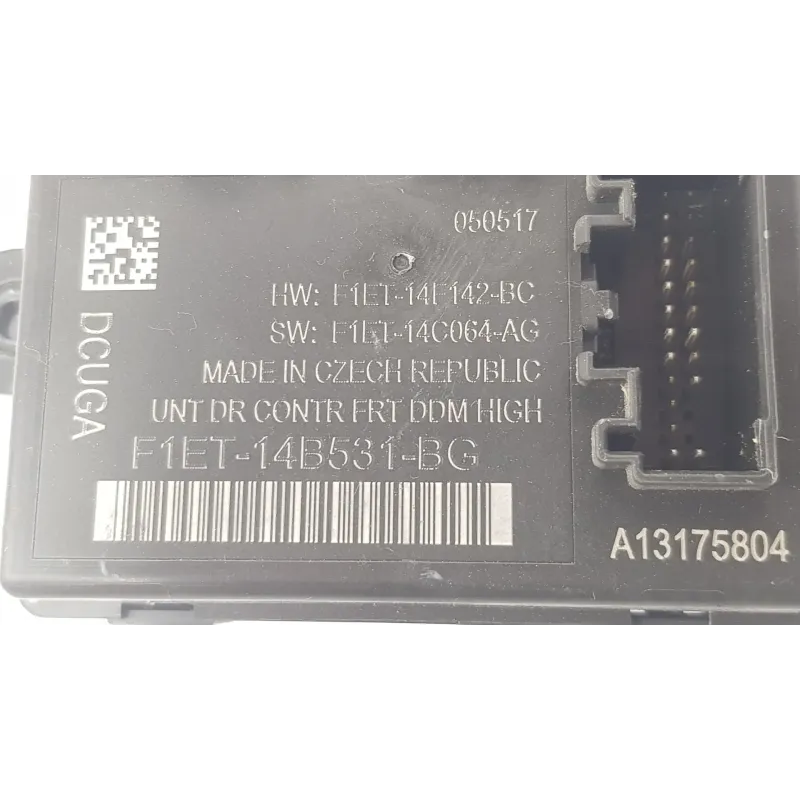 050517
HW: F1ET-14F142-BC
SW: F1ET-14C064-AG
MADE IN CZECH REPUBLIC
UNT DR CONTR FRT DDM HIGH
F1ET-14B531-BG
DCUGA
A13175804